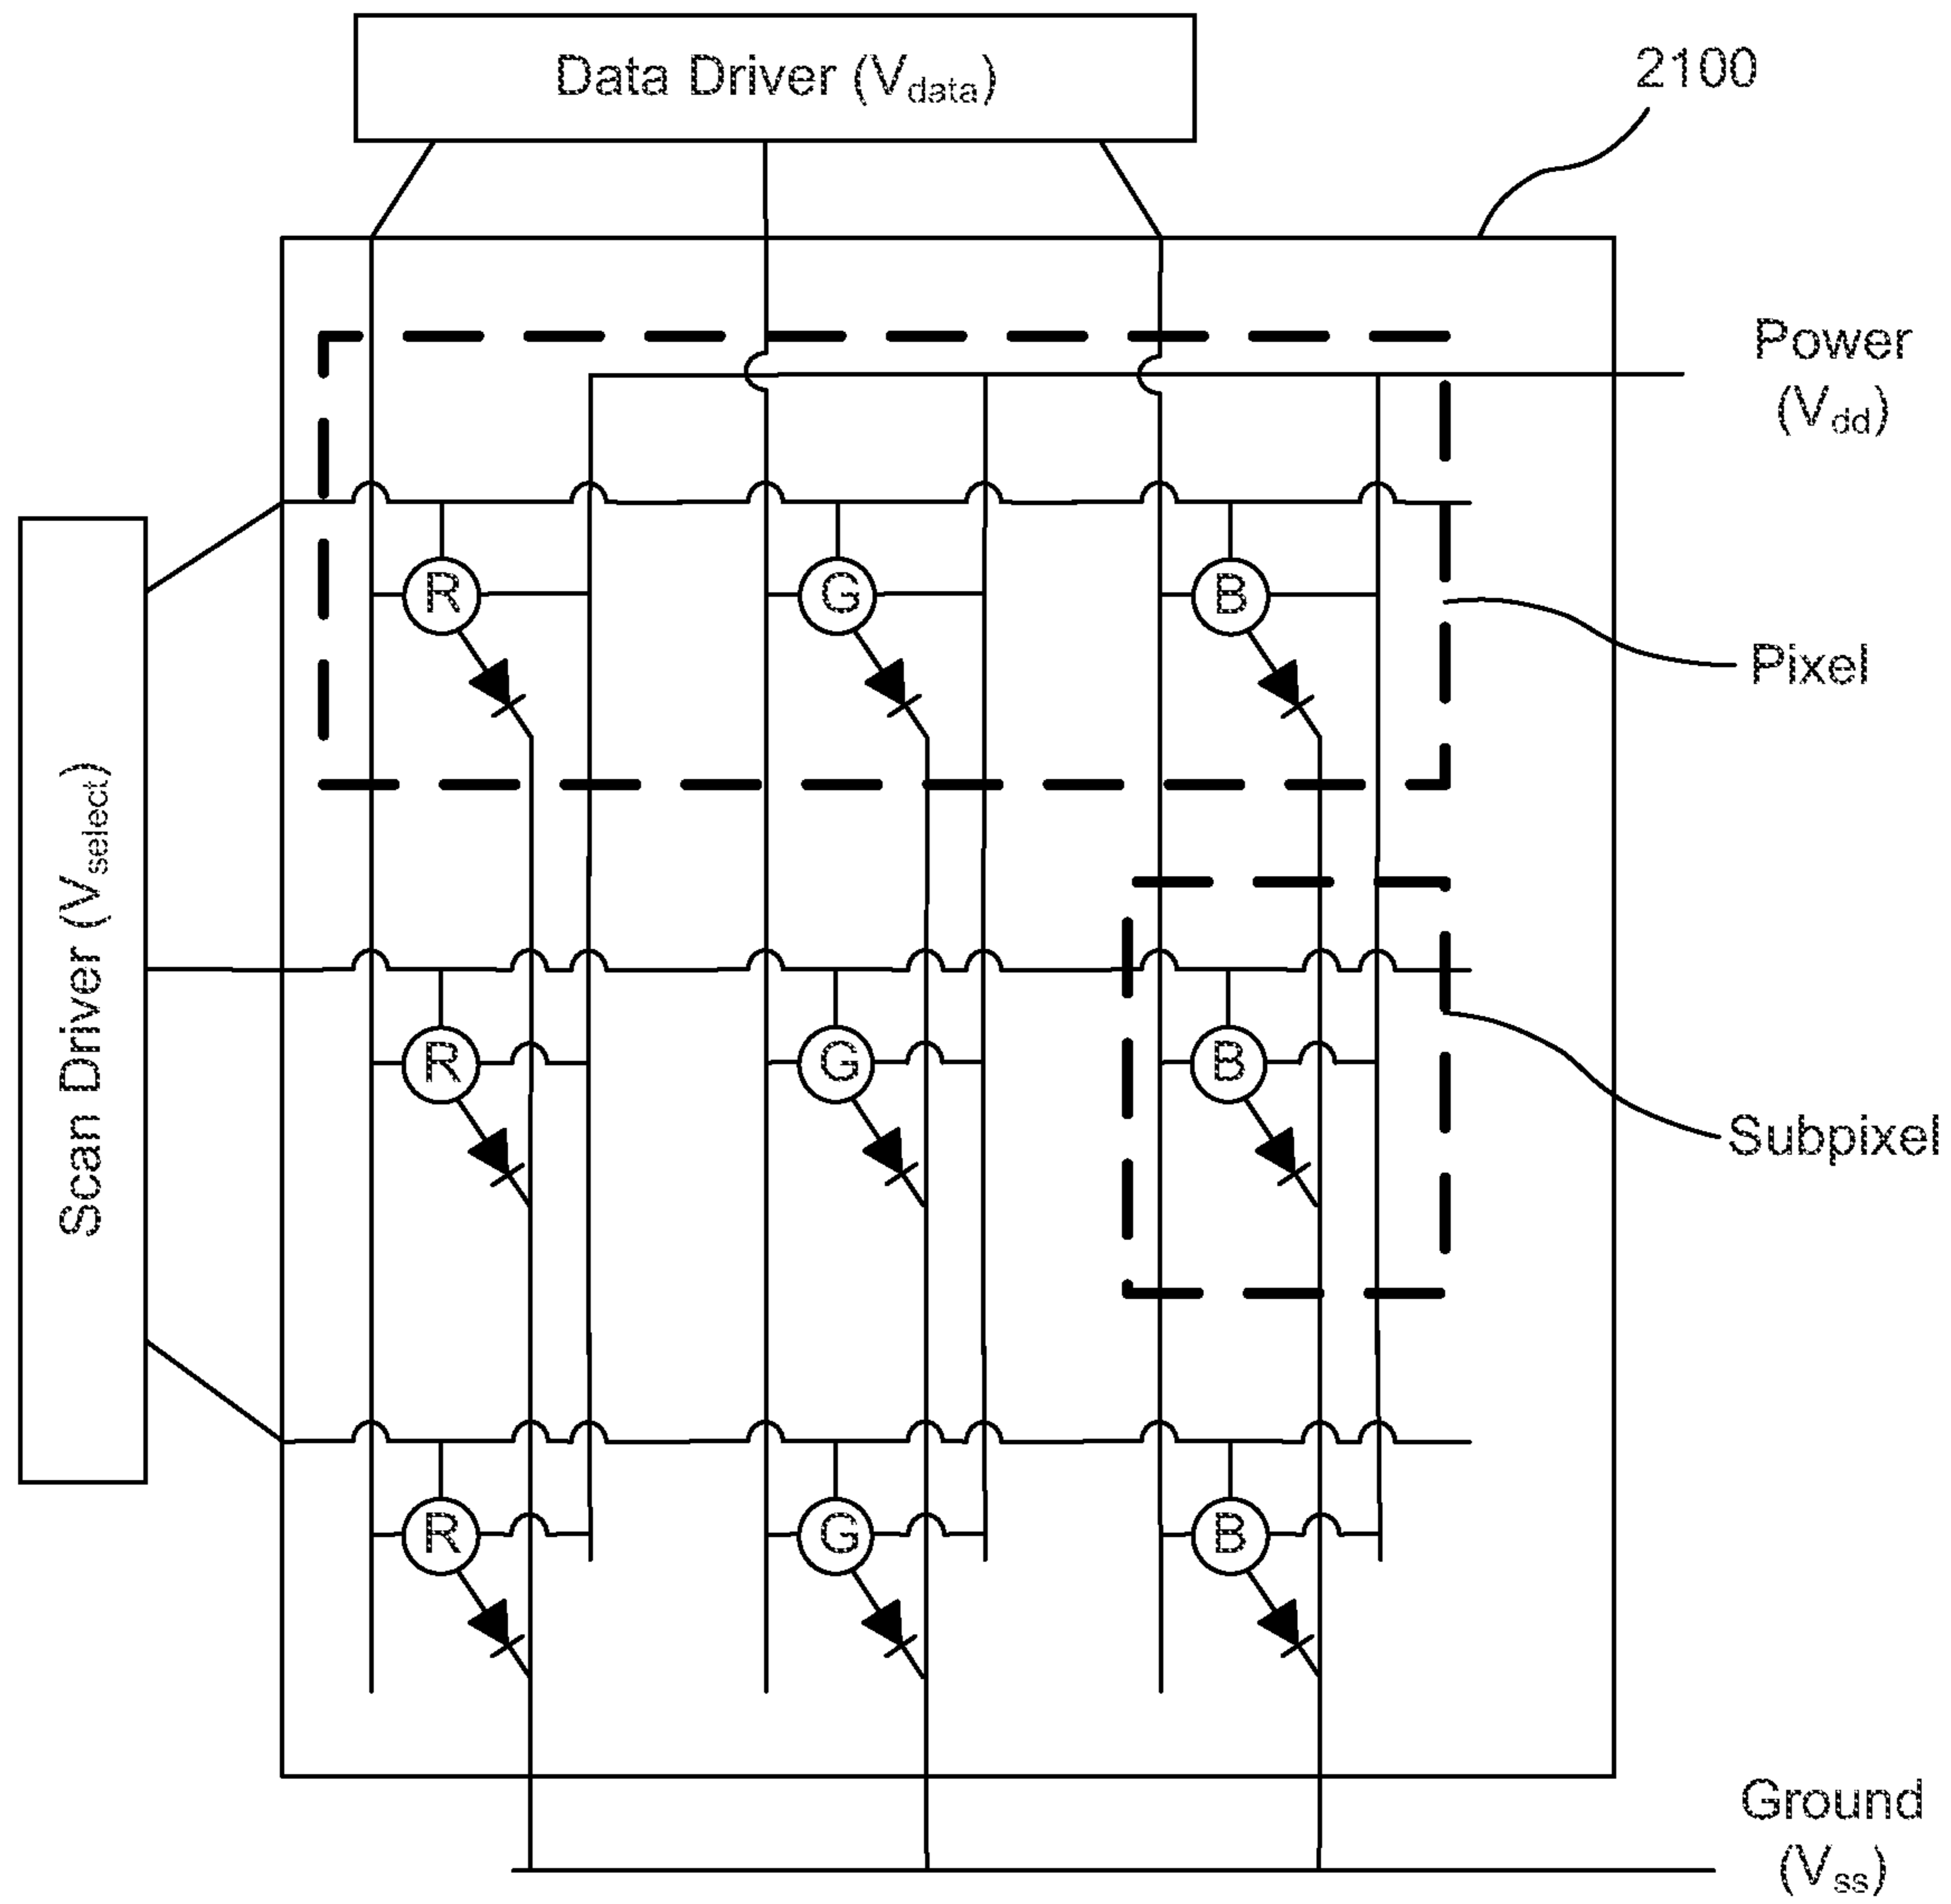 Data Driver (Vdata)
2100
Power
(Vdd)
R G B
Pixel
Scan Driver (Vselect)
R G B
Subpixel
R G B
Ground
(Vss)